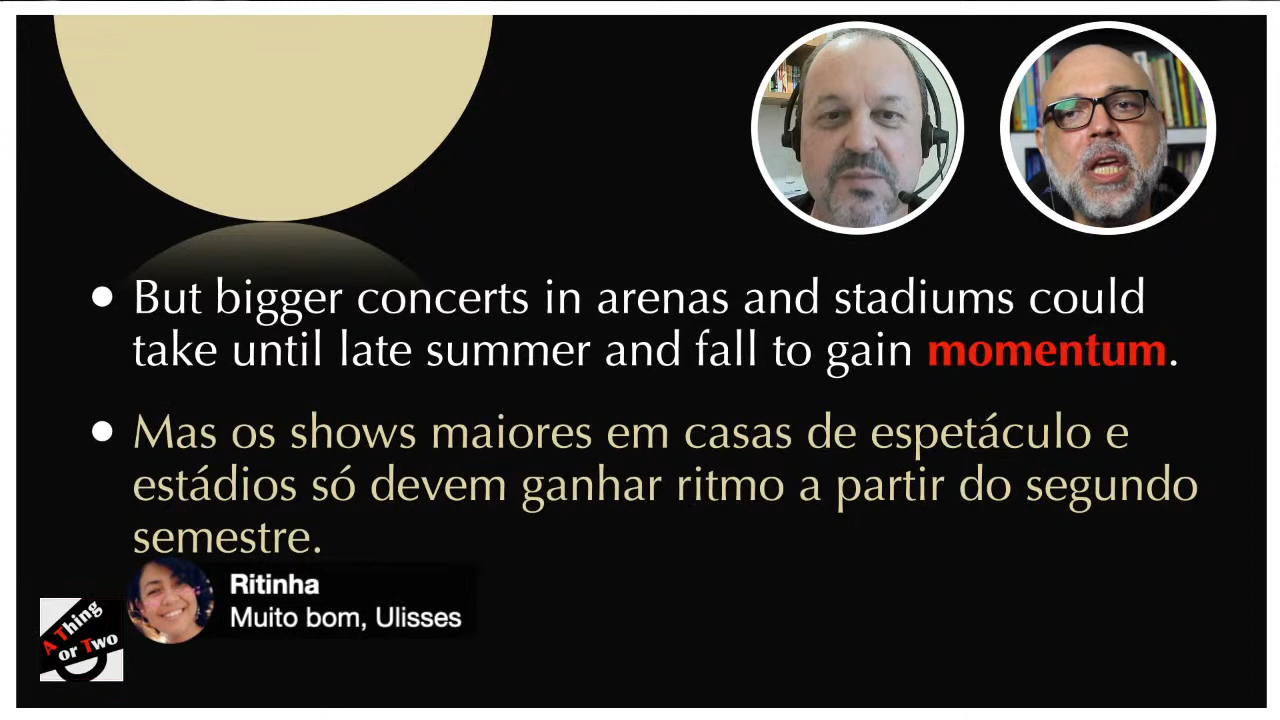 But bigger concerts in arenas and stadiums could
take until late summer and fall to gain momentum.
Mas os shows maiores em casas de espetáculo e
estádios só devem ganhar ritmo a partir do segundo
semestre.
Ritinha
Muito bom, Ulisses
A Thing
or Two